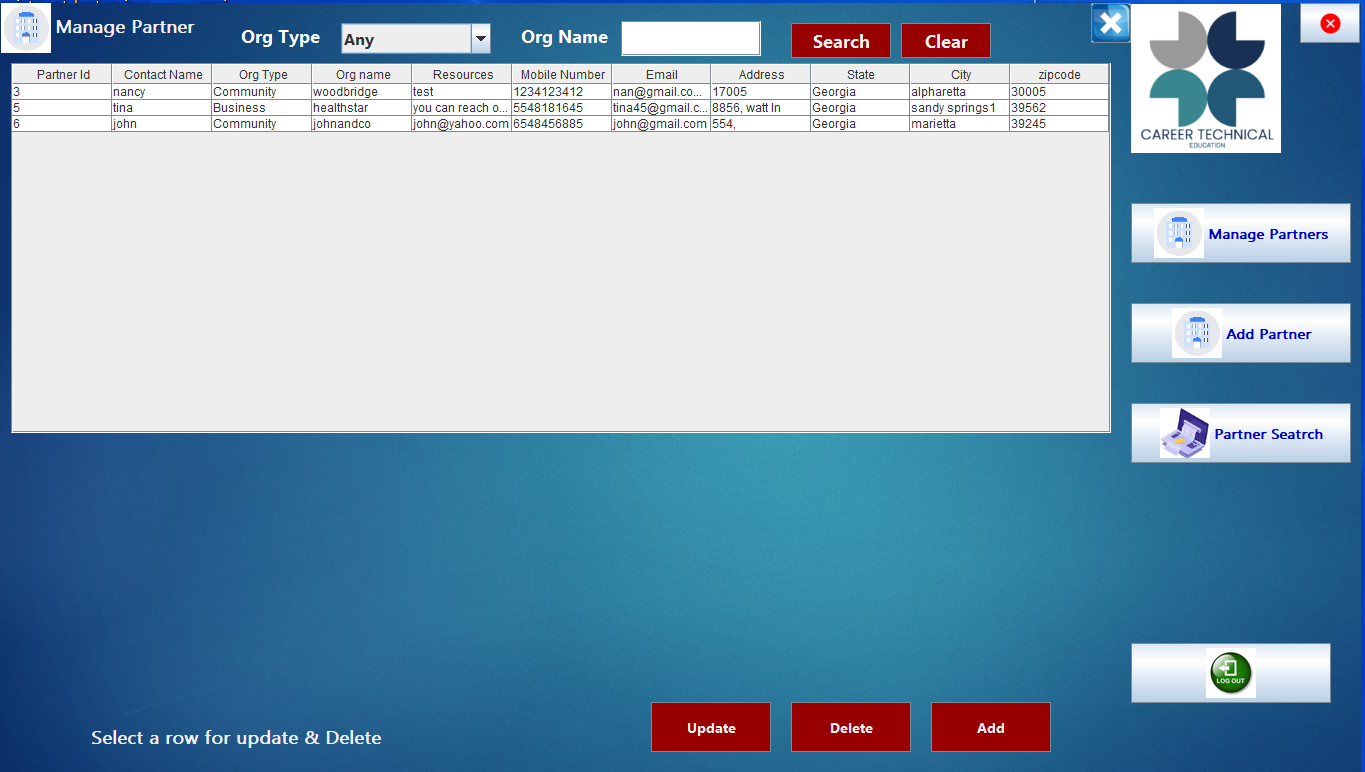 Manage Partner
Org Type Any Org Name Search Clear
CAREER TECHNICAL
EDUCATION
Partner Id Contact Name Org Type Org name Resources Mobile Number Email Address State City zipcode
3 nancy Community woodbridge test 1234123412 nan@gmail.co... 17005 Georgia alpharetta 30005
5 tina Business healthstar you can reach o... 5548181645 tina45@gmail.c... 8856, watt ln Georgia sandy springs1 39562
6 john Community johnandco john@yahoo.com 6548456885 john@gmail.com 554, Georgia marietta 39245
Manage Partners
Add Partner
Partner Seatrch
LOG OUT
Select a row for update & Delete
Update Delete Add